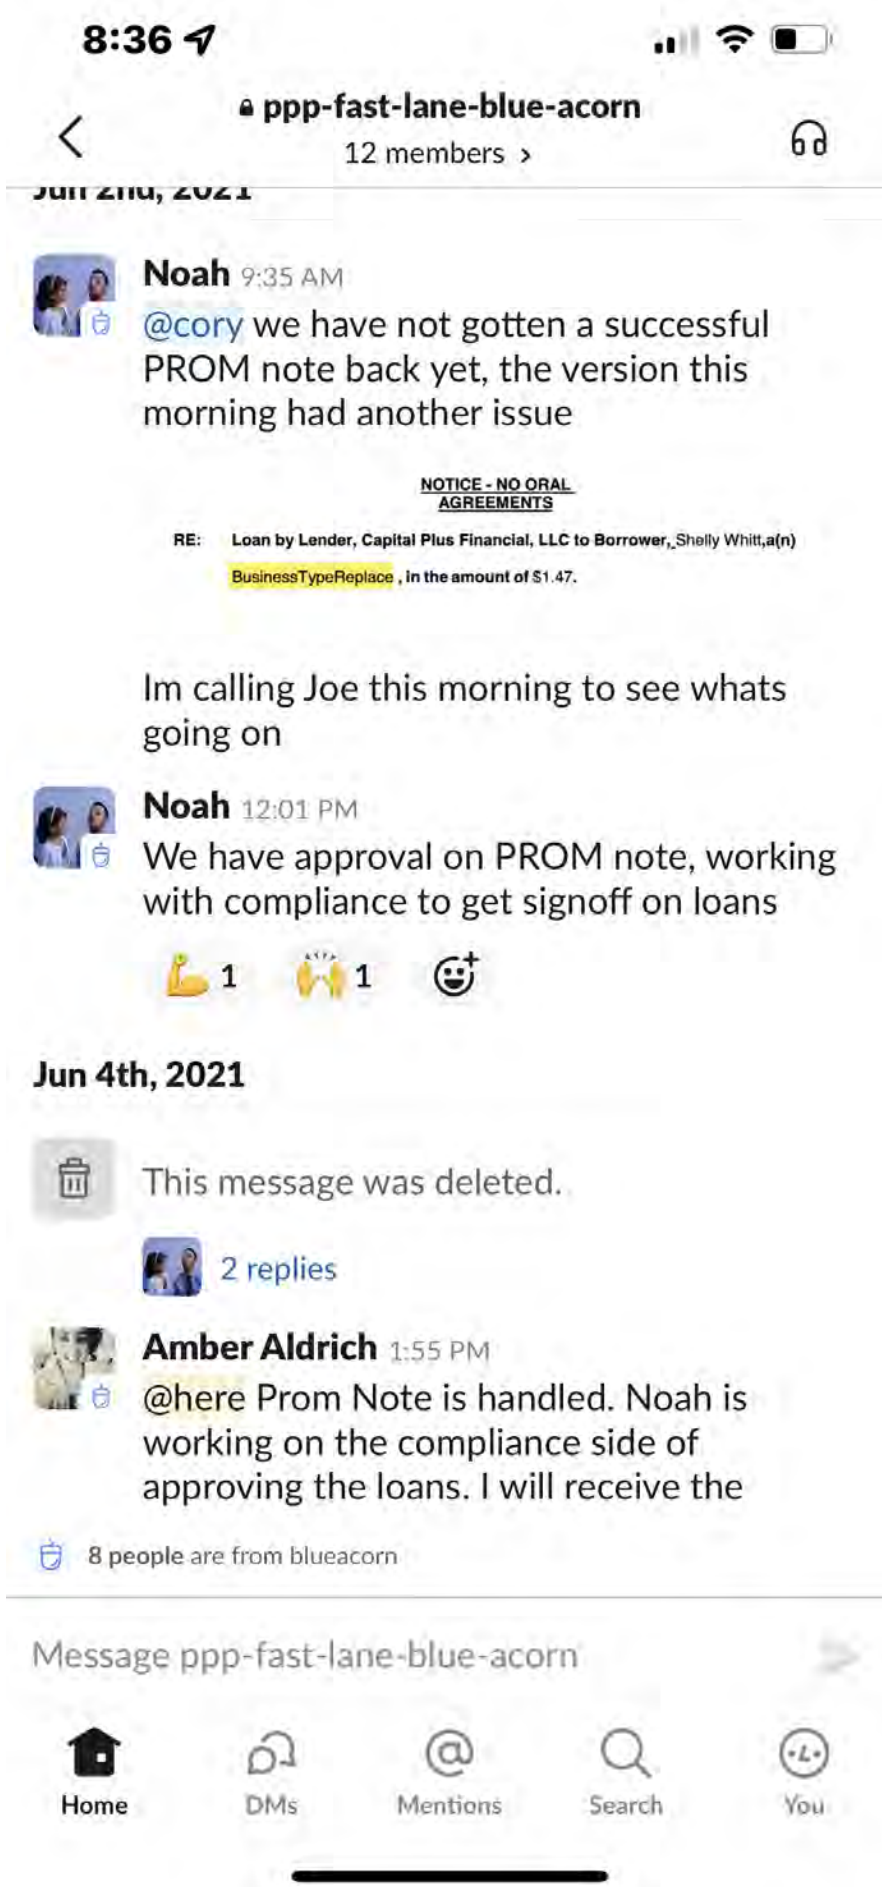 8:36
ppp-fast-lane-blue-acorn
12 members >
Jun 2nd, 2021
Noah 9:35 AM
@cory we have not gotten a successful
PROM note back yet, the version this
morning had another issue
NOTICE - NO ORAL
AGREEMENTS
RE: Loan by Lender, Capital Plus Financial, LLC to Borrower, Shelly Whitt,a(n)
BusinessTypeReplace , in the amount of $1.47.
Im calling Joe this morning to see whats
going on
Noah 12:01 PM
We have approval on PROM note, working
with compliance to get signoff on loans
1 1
Jun 4th, 2021
This message was deleted.
2 replies
Amber Aldrich 1:55 PM
@here Prom Note is handled. Noah is
working on the compliance side of
approving the loans. I will receive the
8 people are from blueacorn
Message ppp-fast-lane-blue-acorn
Home DMs Mentions Search You